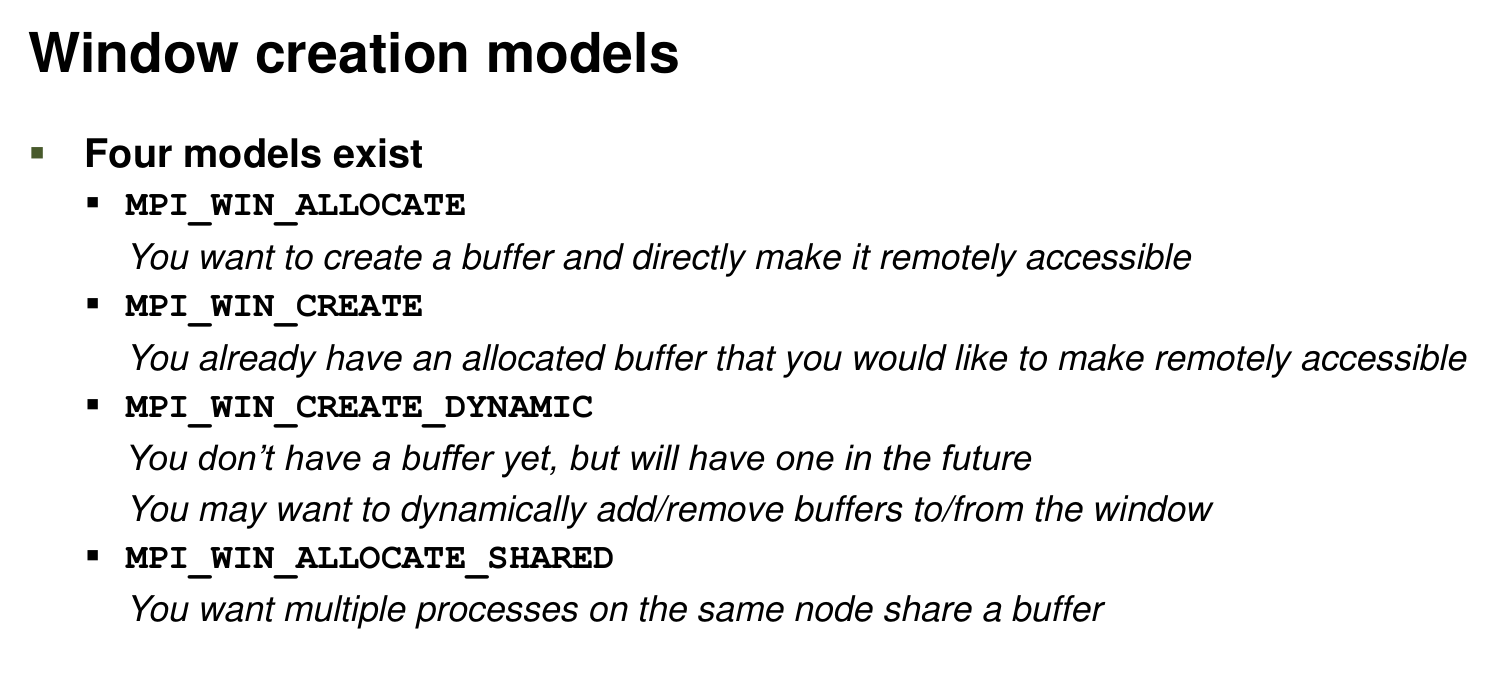 Window creation models
Four models exist
MPI_WIN_ALLOCATE
You want to create a buffer and directly make it remotely accessible
MPI_WIN_CREATE
You already have an allocated buffer that you would like to make remotely accessible
MPI_WIN_CREATE_DYNAMIC
You don’t have a buffer yet, but will have one in the future
You may want to dynamically add/remove buffers to/from the window
MPI_WIN_ALLOCATE_SHARED
You want multiple processes on the same node share a buffer